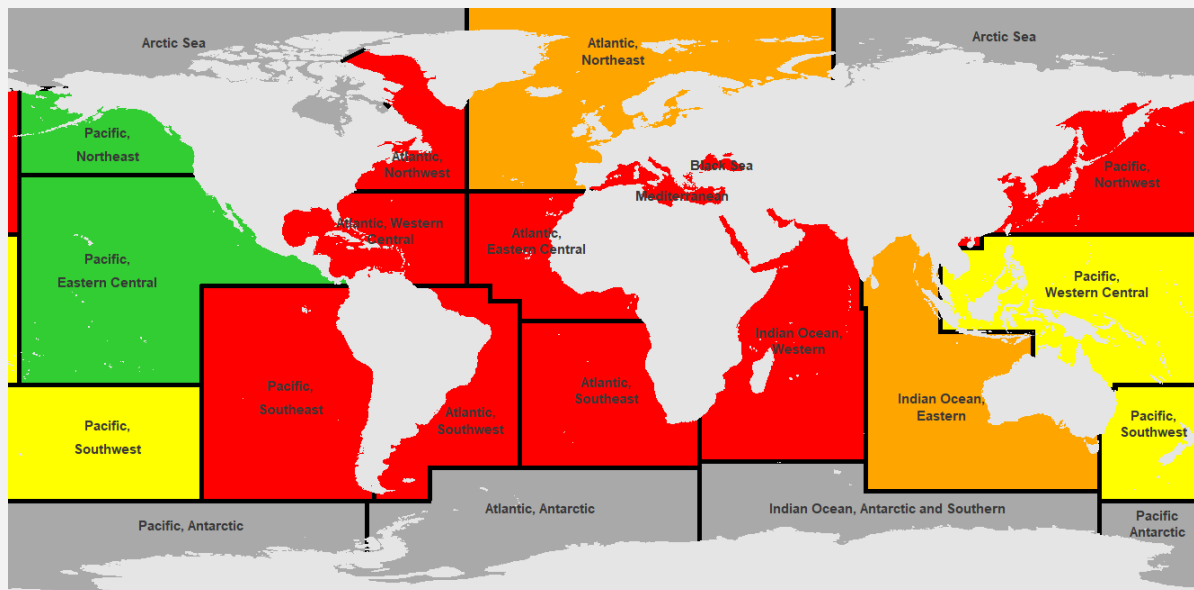 Arctic Sea
Atlantic,
Northeast
Arctic Sea
Pacific,
Northeast
Atlantic,
Northwest
Black Sea
Mediterranean
Pacific,
Northwest
Atlantic, Western
Central
Atlantic,
Eastern Central
Pacific,
Eastern Central
Pacific,
Western Central
Indian Ocean,
Western
Pacific,
Southeast
Atlantic,
Southwest
Atlantic,
Southeast
Indian Ocean,
Eastern
Pacific,
Southwest
Pacific,
Southwest
Pacific, Antarctic
Atlantic, Antarctic
Indian Ocean, Antarctic and Southern
Pacific
Antarctic